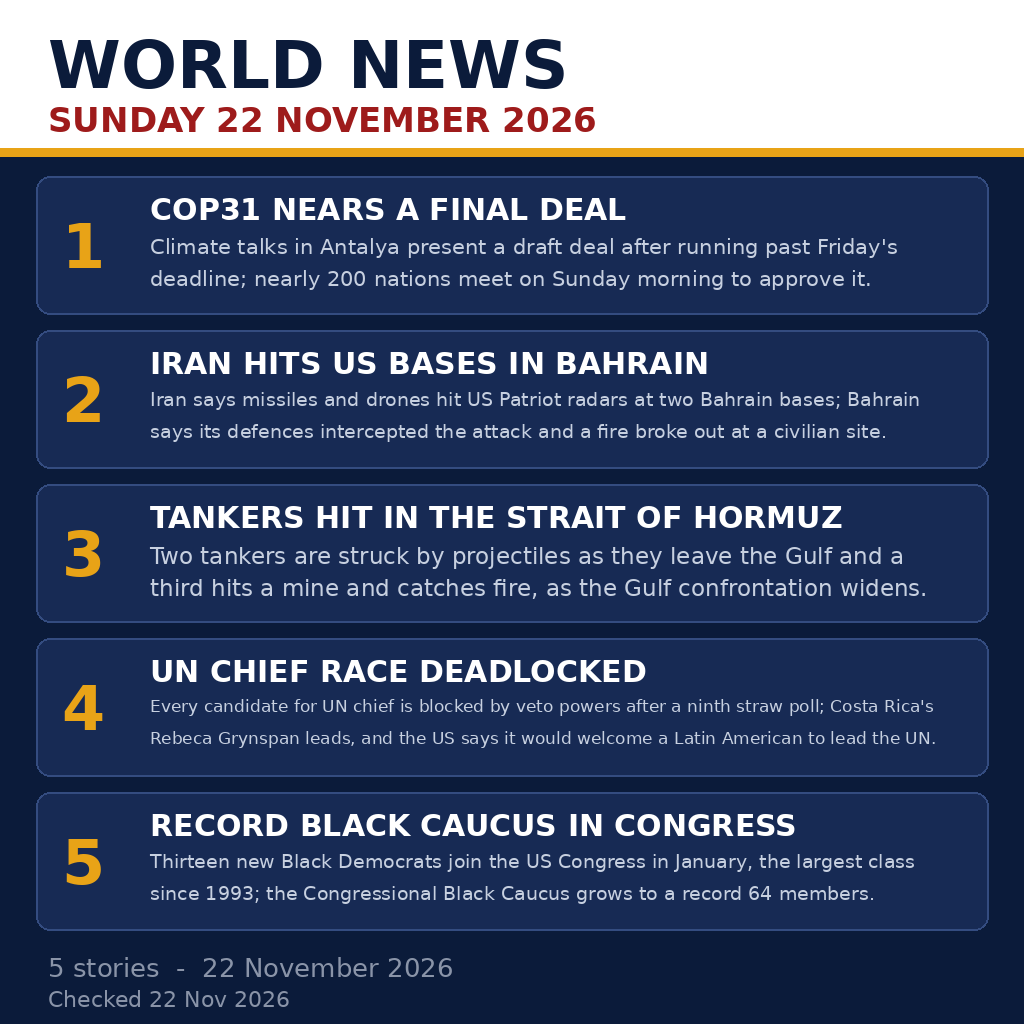 WORLD NEWS
SUNDAY 22 NOVEMBER 2026
1
COP31 NEARS A FINAL DEAL
Climate talks in Antalya present a draft deal after running past Friday's
deadline; nearly 200 nations meet on Sunday morning to approve it.
2
IRAN HITS US BASES IN BAHRAIN
Iran says missiles and drones hit US Patriot radars at two Bahrain bases; Bahrain
says its defences intercepted the attack and a fire broke out at a civilian site.
3
TANKERS HIT IN THE STRAIT OF HORMUZ
Two tankers are struck by projectiles as they leave the Gulf and a
third hits a mine and catches fire, as the Gulf confrontation widens.
4
UN CHIEF RACE DEADLOCKED
Every candidate for UN chief is blocked by veto powers after a ninth straw poll; Costa Rica's
Rebeca Grynspan leads, and the US says it would welcome a Latin American to lead the UN.
5
RECORD BLACK CAUCUS IN CONGRESS
Thirteen new Black Democrats join the US Congress in January, the largest class
since 1993; the Congressional Black Caucus grows to a record 64 members.
5 stories - 22 November 2026
Checked 22 Nov 2026